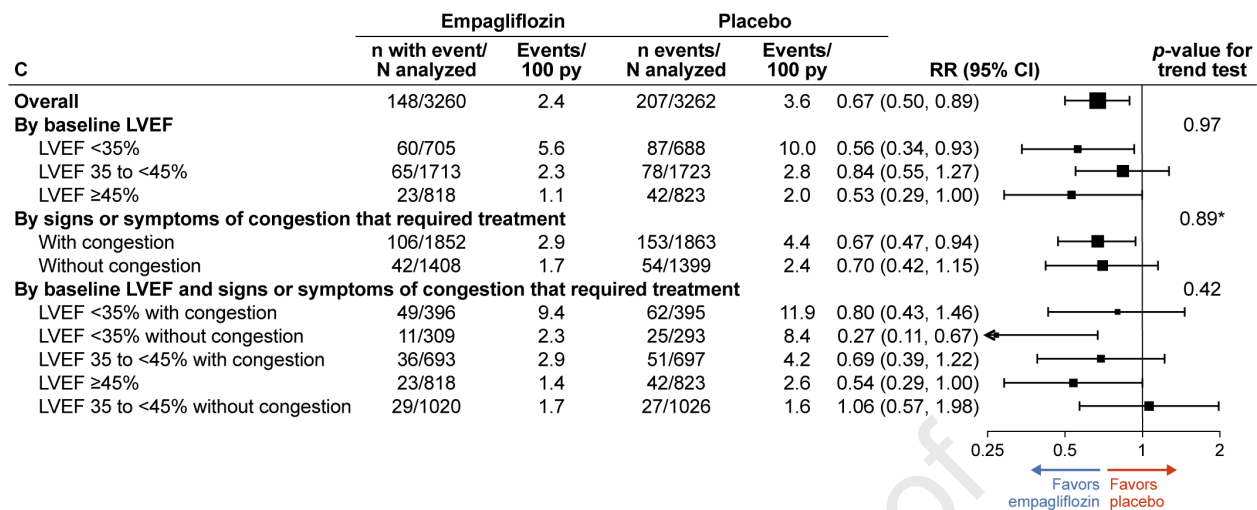 Empagliflozin Placebo
C n with event/ N analyzed Events/ 100 py n events/ N analyzed Events/ 100 py RR (95% CI) p-value for trend test
Overall 148/3260 2.4 207/3262 3.6 0.67 (0.50, 0.89)
By baseline LVEF 0.97
LVEF <35% 60/705 5.6 87/688 10.0 0.56 (0.34, 0.93)
LVEF 35 to <45% 65/1713 2.3 78/1723 2.8 0.84 (0.55, 1.27)
LVEF ≥45% 23/818 1.1 42/823 2.0 0.53 (0.29, 1.00)
By signs or symptoms of congestion that required treatment 0.89*
With congestion 106/1852 2.9 153/1863 4.4 0.67 (0.47, 0.94)
Without congestion 42/1408 1.7 54/1399 2.4 0.70 (0.42, 1.15)
By baseline LVEF and signs or symptoms of congestion that required treatment 0.42
LVEF <35% with congestion 49/396 9.4 62/395 11.9 0.80 (0.43, 1.46)
LVEF <35% without congestion 11/309 2.3 25/293 8.4 0.27 (0.11, 0.67)
LVEF 35 to <45% with congestion 36/693 2.9 51/697 4.2 0.69 (0.39, 1.22)
LVEF ≥45% 23/818 1.4 42/823 2.6 0.54 (0.29, 1.00)
LVEF 35 to <45% without congestion 29/1020 1.7 27/1026 1.6 1.06 (0.57, 1.98)
0.25 0.5 1 2
Favors empagliflozin Favors placebo
of